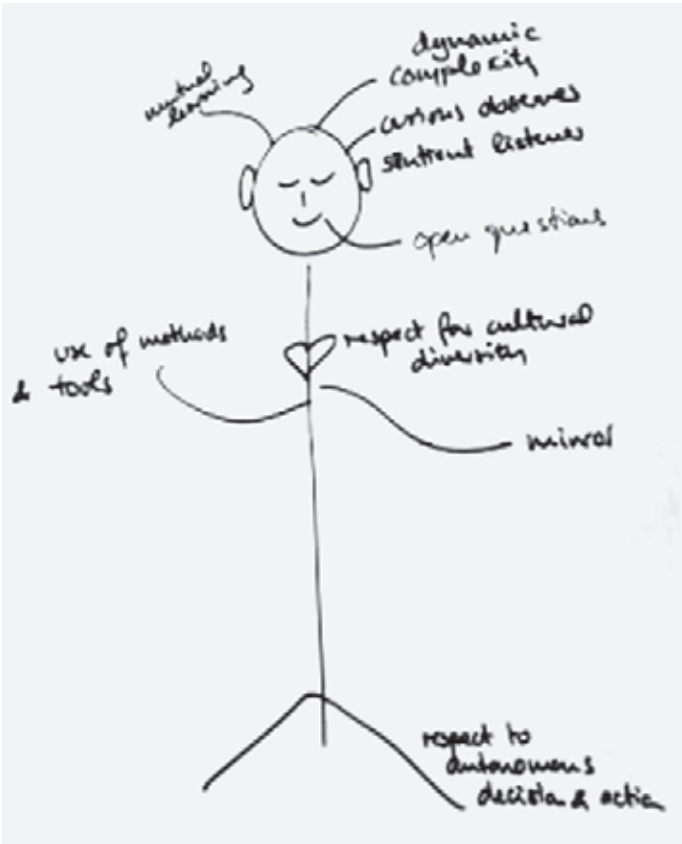 dynamic
complexity
mutual
learning
curious observer
sentient listener
open questions
respect for cultural
diversity
use of methods
& tools
mirror
respect to
autonomous
decision & action